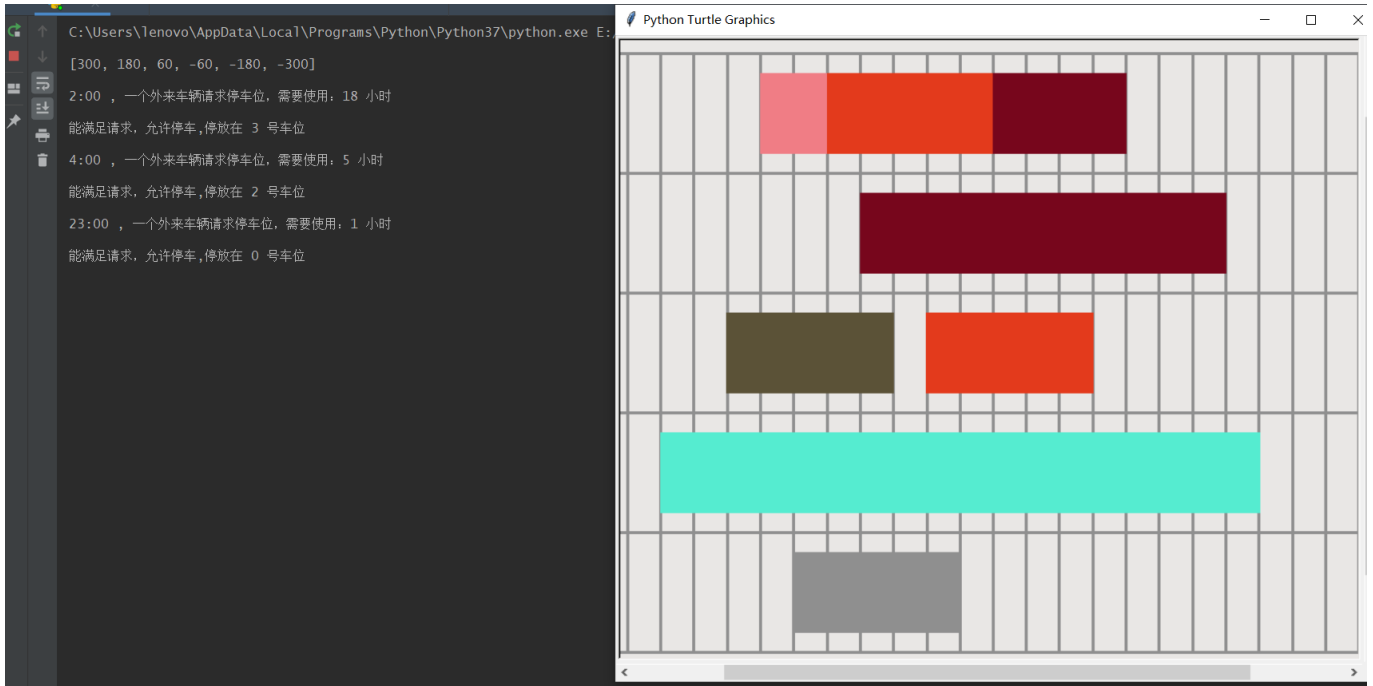 C:\Users\lenovo\AppData\Local\Programs\Python\Python37\python.exe E:/
Python Turtle Graphics
[300, 180, 60, -60, -180, -300]
2:00 , 一个外来车辆请求停车位，需要使用：18 小时
能满足请求，允许停车,停放在 3 号车位
4:00 , 一个外来车辆请求停车位，需要使用：5 小时
能满足请求，允许停车,停放在 2 号车位
23:00 , 一个外来车辆请求停车位，需要使用：1 小时
能满足请求，允许停车,停放在 0 号车位